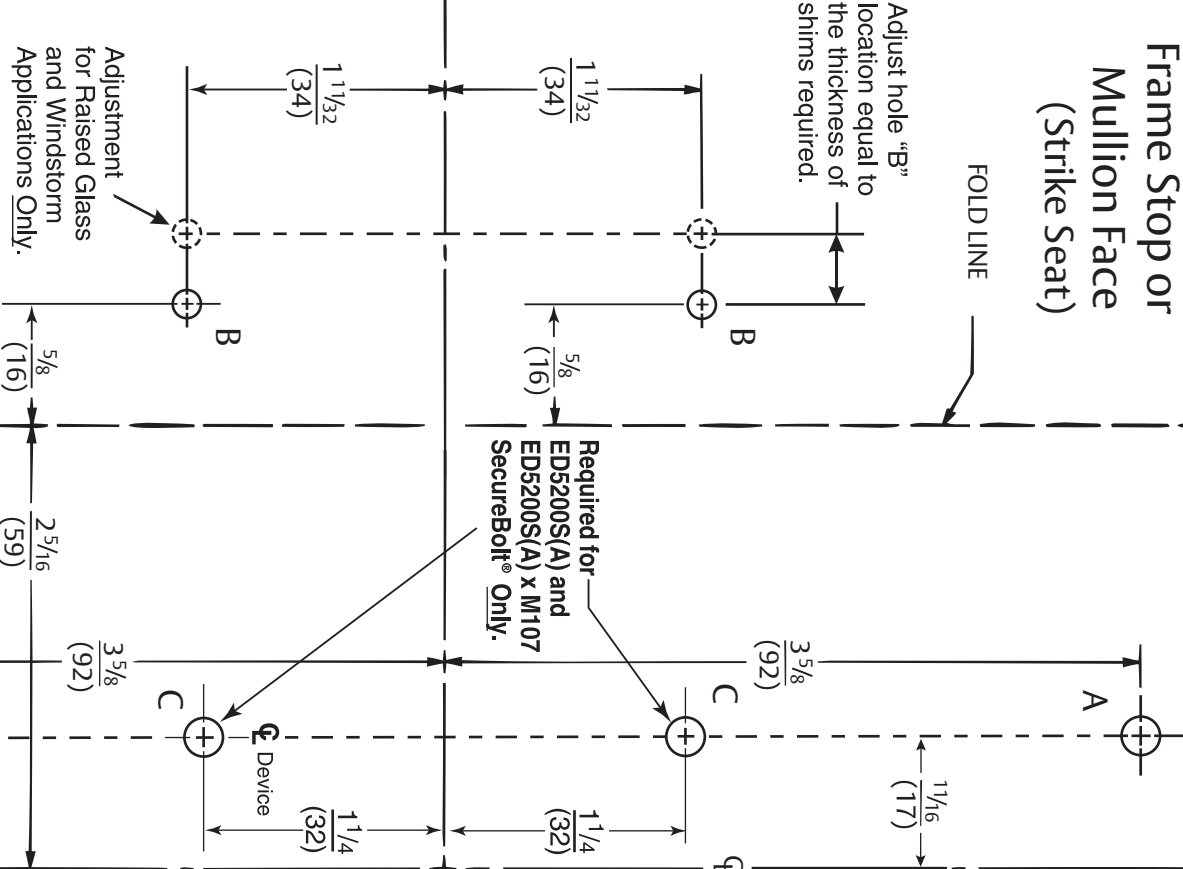 Frame Stop or
Mullion Face
(Strike Seat)
FOLD LINE
Adjust hole “B”
location equal to
the thickness of
shims required.
1 11/32
(34)
1 11/32
(34)
Adjustment
for Raised Glass
and Windstorm
Applications Only.
B
B
5/8
(16)
5/8
(16)
Required for
ED5200S(A) and
ED5200S(A) x M107
SecureBolt® Only.
2 5/16
(59)
3 5/8
(92)
3 5/8
(92)
A
C
C
℄ Device
11/16
(17)
1 1/4
(32)
1 1/4
(32)